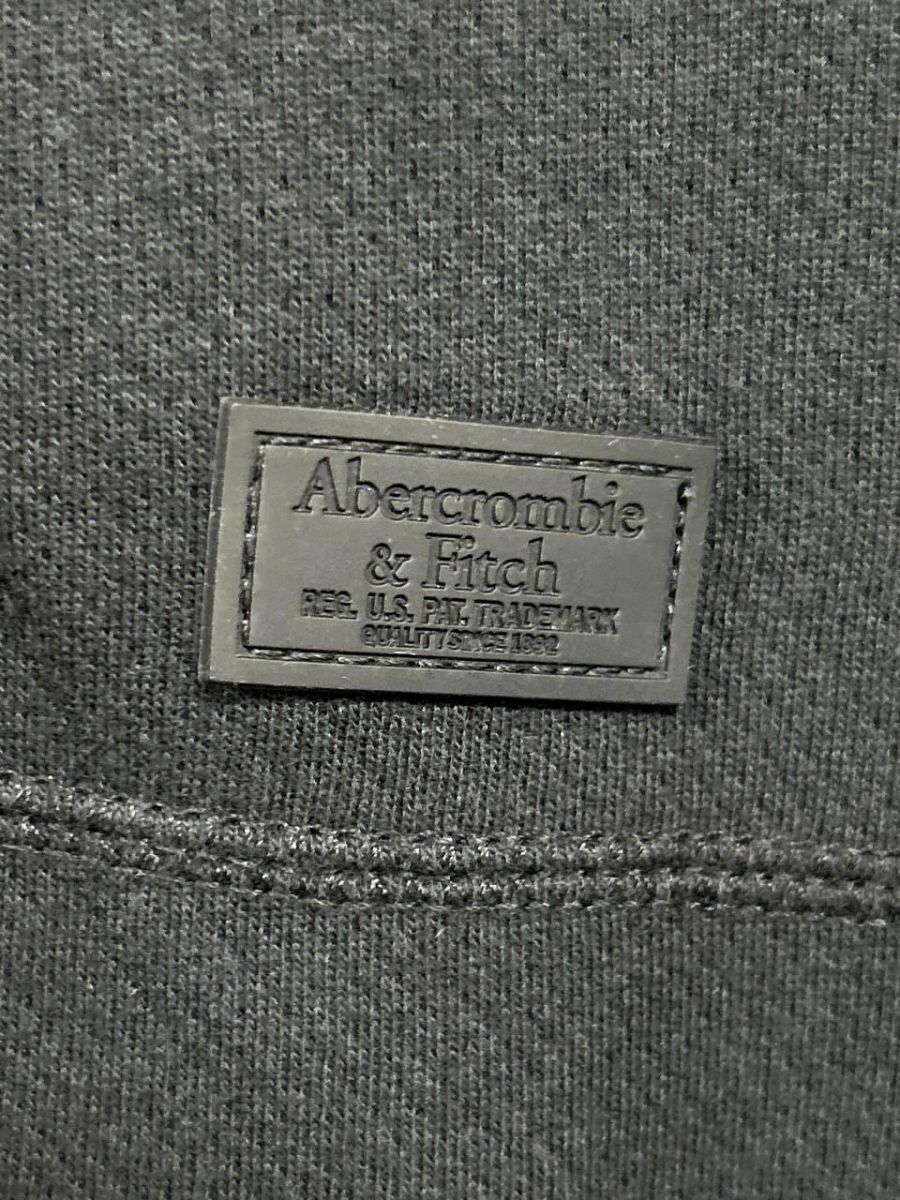 Abercrombie
& Fitch
REG. U.S. PAT. TRADEMARK
QUALITY SINCE 1892